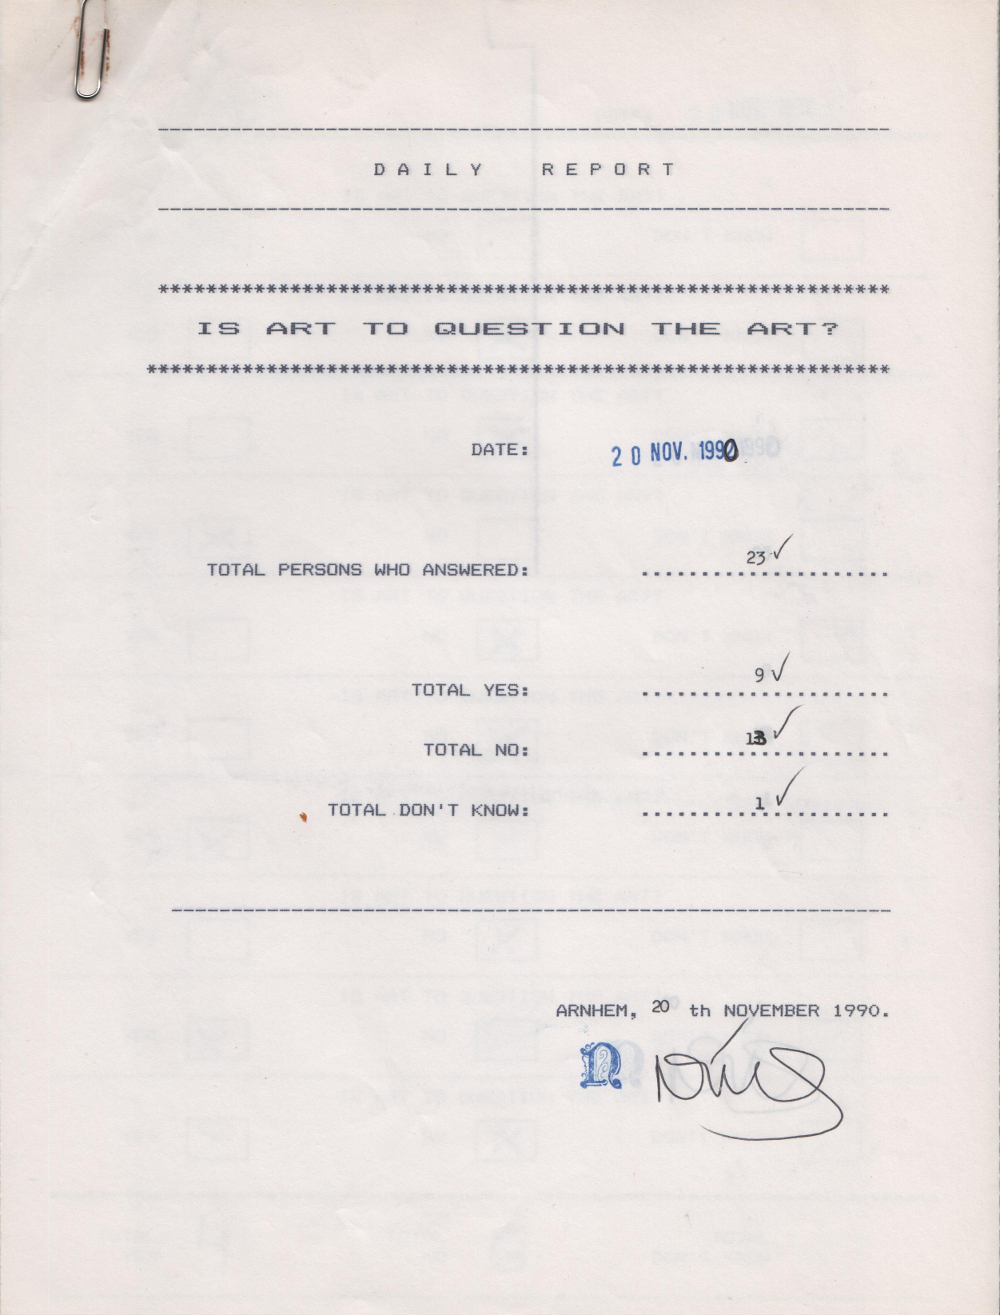 DAILY REPORT
IS ART TO QUESTION THE ART?
DATE: 20 NOV. 1990
TOTAL PERSONS WHO ANSWERED: 23
TOTAL YES: 9
TOTAL NO: 13
TOTAL DON'T KNOW: 1
ARNHEM, 20 th NOVEMBER 1990.
n